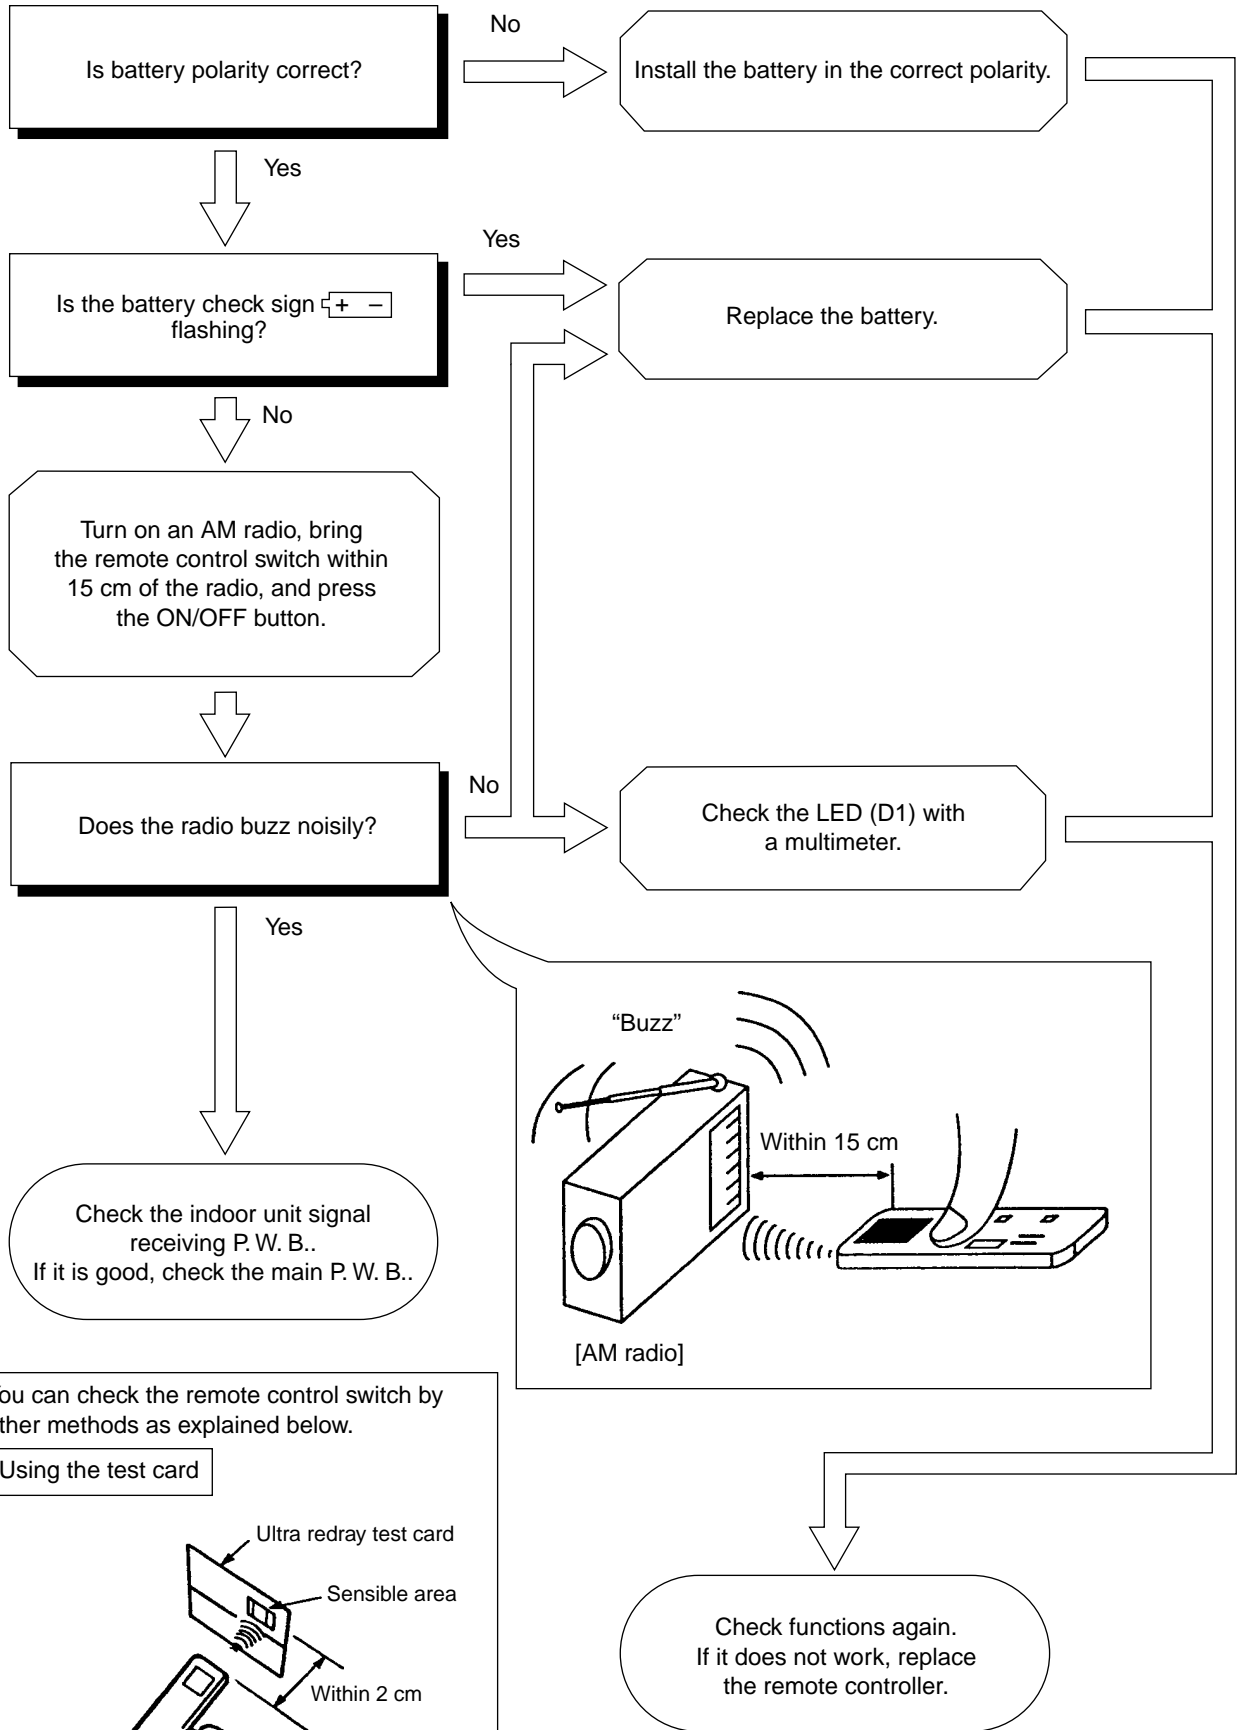 No
Is battery polarity correct?
Install the battery in the correct polarity.
Yes
Yes
Is the battery check sign + −
flashing?
Replace the battery.
No
Turn on an AM radio, bring
the remote control switch within
15 cm of the radio, and press
the ON/OFF button.
No
Does the radio buzz noisily?
Check the LED (D1) with
a multimeter.
Yes
“Buzz”
Within 15 cm
[AM radio]
Check the indoor unit signal
receiving P. W. B..
If it is good, check the main P. W. B..
ou can check the remote control switch by
ther methods as explained below.
Using the test card
Ultra redray test card
Sensible area
Within 2 cm
Check functions again.
If it does not work, replace
the remote controller.